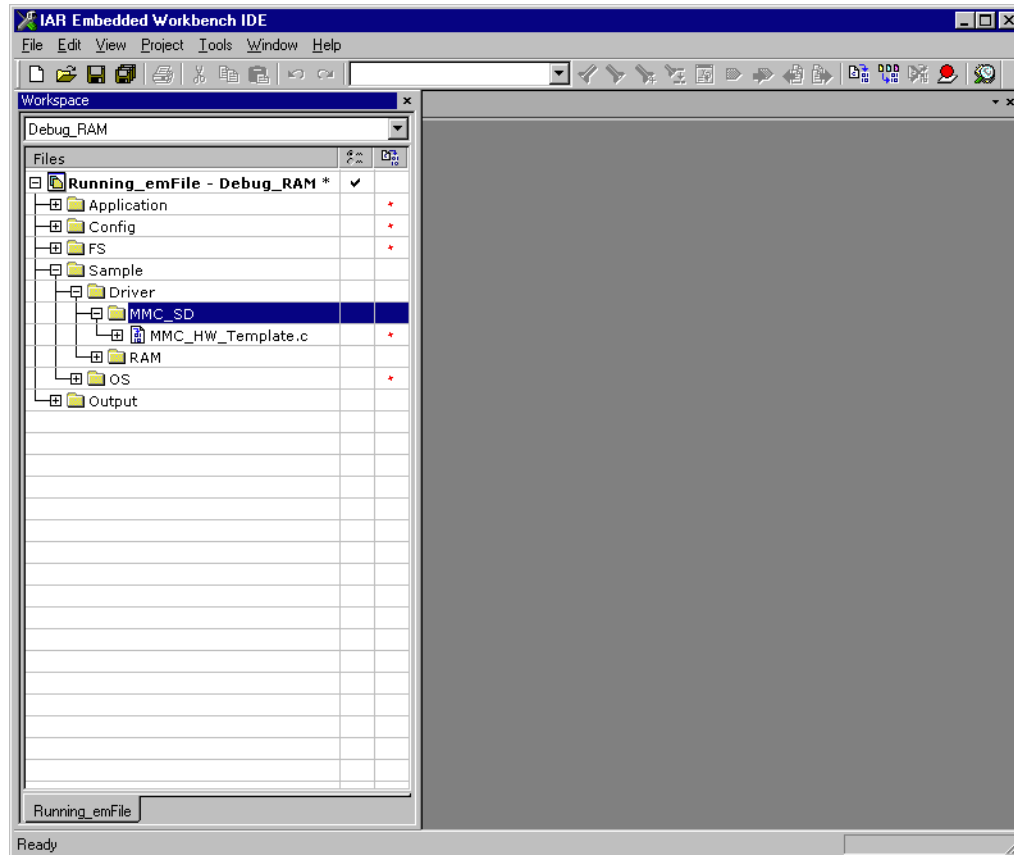 IAR Embedded Workbench IDE
File Edit View Project Tools Window Help
Workspace
Debug_RAM
Files
Running_emFile - Debug_RAM *
Application
Config
FS
Sample
Driver
MMC_SD
MMC_HW_Template.c
RAM
OS
Output
Running_emFile
Ready